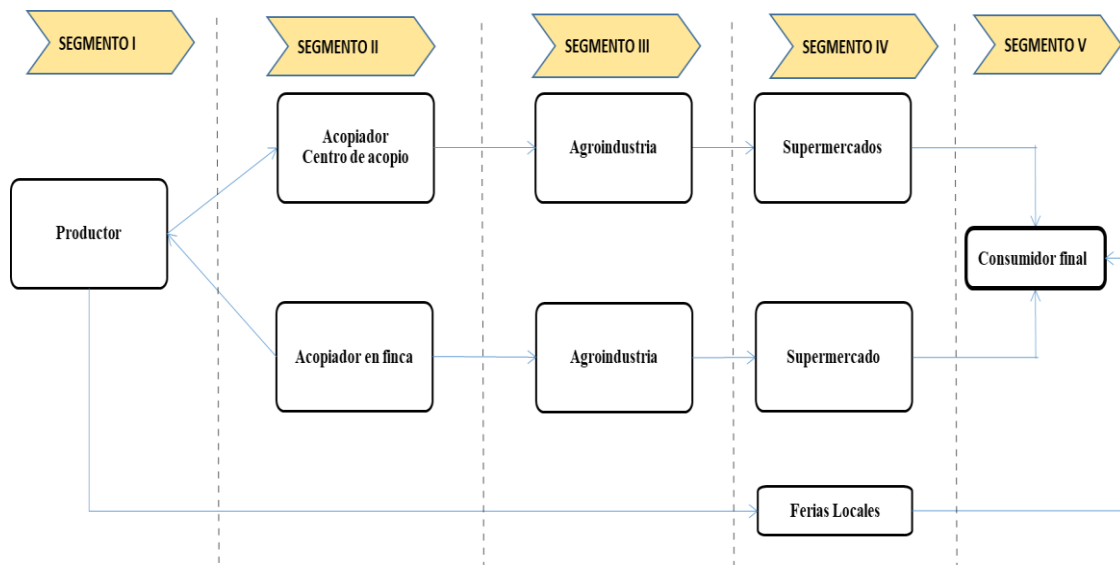 SEGMENTO I
SEGMENTO II
SEGMENTO III
SEGMENTO IV
SEGMENTO V
Acopiador
Centro de acopio
Agroindustria
Supermercados
Productor
Consumidor final
Acopiador en finca
Agroindustria
Supermercado
Ferias Locales